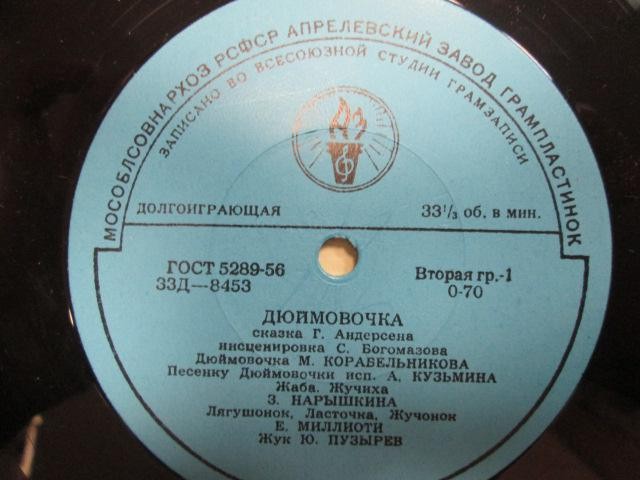 МОСОБЛСОВНАРХОЗ РСФСР АПРЕЛЕВСКИЙ ЗАВОД ГРАМПЛАСТИНОК
ЗАПИСАНО ВО ВСЕСОЮЗНОЙ СТУДИИ ГРАМЗАПИСИ
ДОЛГОИГРАЮЩАЯ 33⅓ об. в мин.
ГОСТ 5289-56 Вторая гр.-1
33Д—8453 0-70
ДЮЙМОВОЧКА
сказка Г. Андерсена
инсценировка С. Богомазова
Дюймовочка М. КОРАБЕЛЬНИКОВА
Песенку Дюймовочки исп. А. КУЗЬМИНА
Жаба. Жучиха
З. НАРЫШКИНА
Лягушонок, Ласточка, Жучонок
Е. МИЛЛИОТИ
Жук Ю. ПУЗЫРЕВ